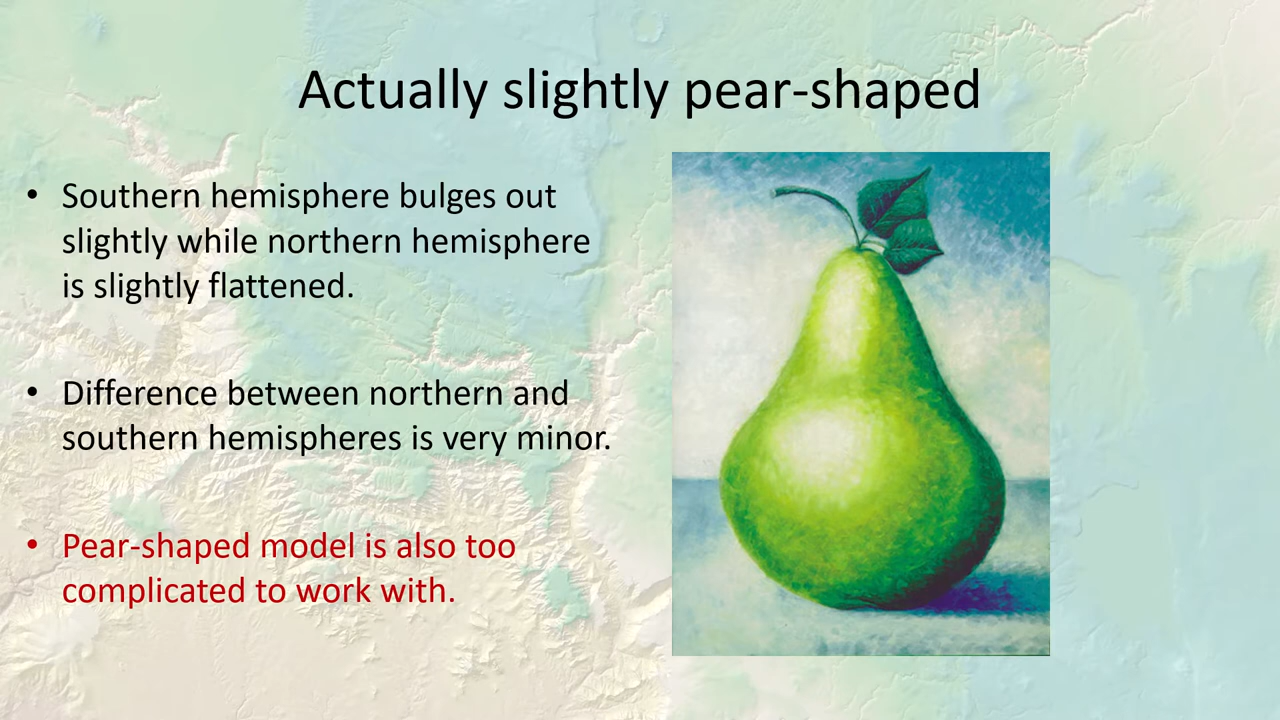 Actually slightly pear-shaped
• Southern hemisphere bulges out
slightly while northern hemisphere
is slightly flattened.
• Difference between northern and
southern hemispheres is very minor.
• Pear-shaped model is also too
complicated to work with.